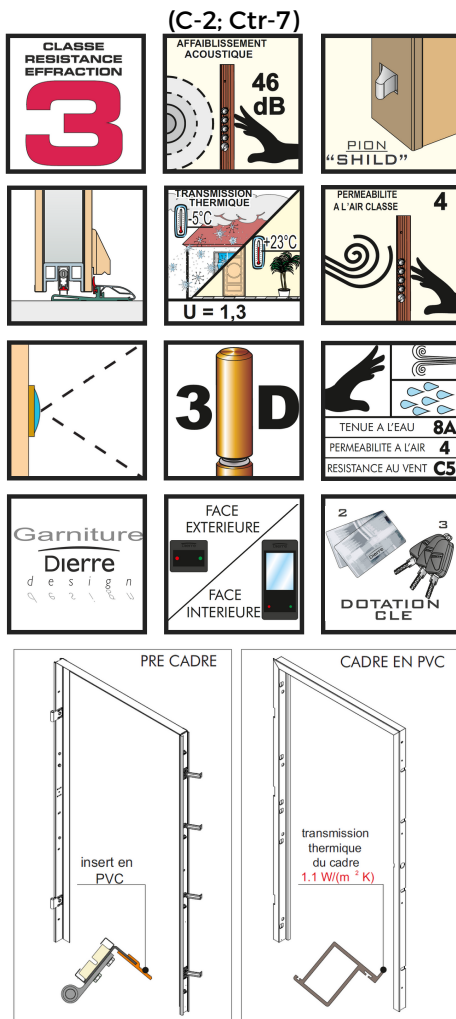 (C-2; Ctr-7)
CLASSE
RESISTANCE
EFFRACTION
3
AFFAIBLISSEMENT
ACOUSTIQUE
46
dB
PION
“SHILD”
TRANSMISSION
THERMIQUE
-5°C
+23°C
U = 1,3
PERMEABILITE
A L'AIR CLASSE 4
3 D
TENUE A L'EAU 8A
PERMEABILITE A L'AIR 4
RESISTANCE AU VENT C5
Garniture
Dierre
design
FACE
EXTERIEURE
FACE
INTERIEURE
2
3
DOTATION
CLE
PRE CADRE
insert en
PVC
CADRE EN PVC
transmission
thermique
du cadre
1.1 W/(m ² K)